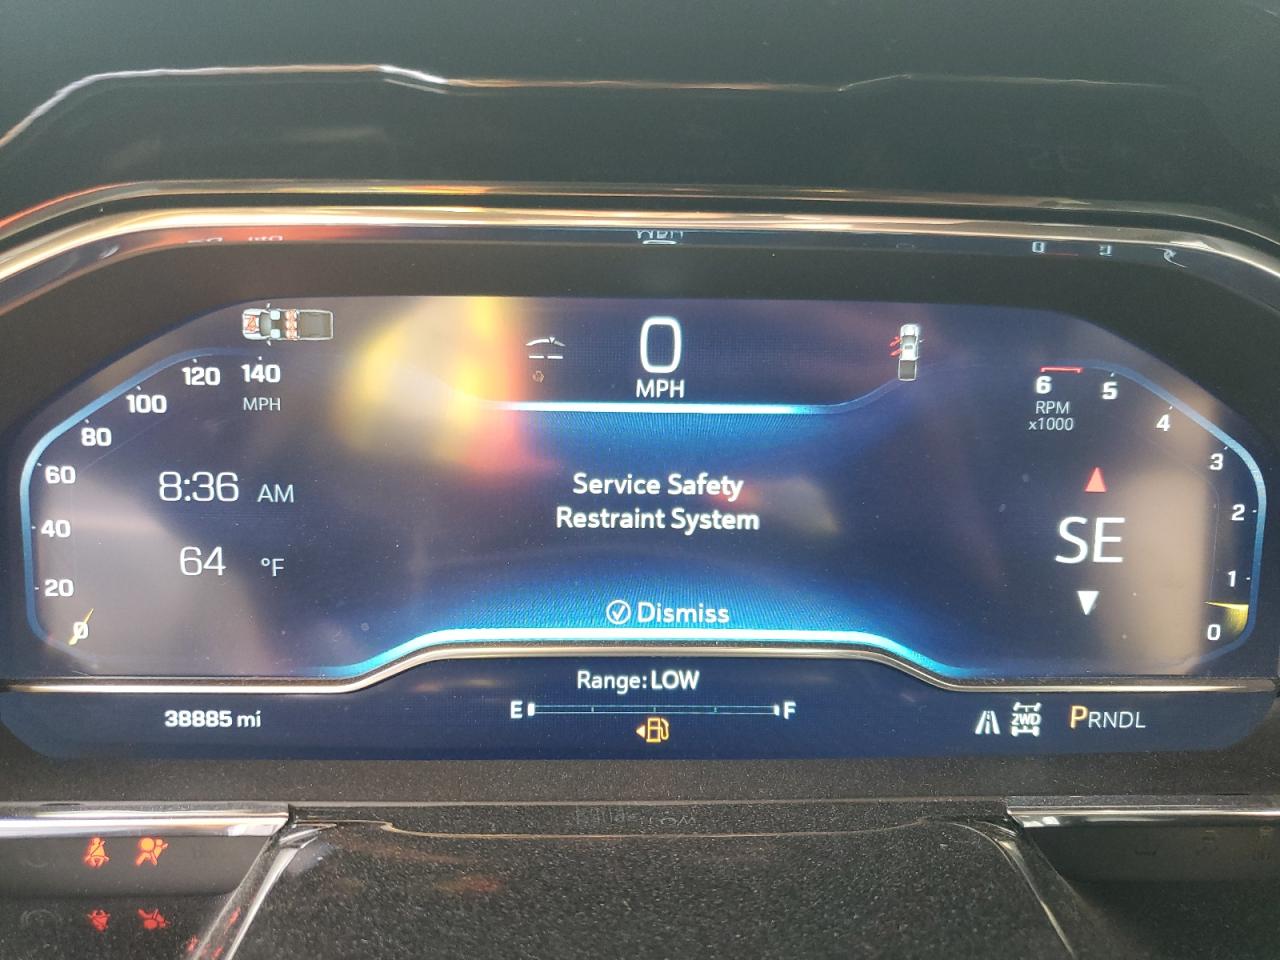 0
MPH
120 140
100
MPH
80
60
40
20
0
8:36 AM
64 °F
Service Safety
Restraint System
Dismiss
6
5
RPM
x1000
4
3
2
1
0
SE
Range: LOW
E F
38885 mi
2WD
PRNDL